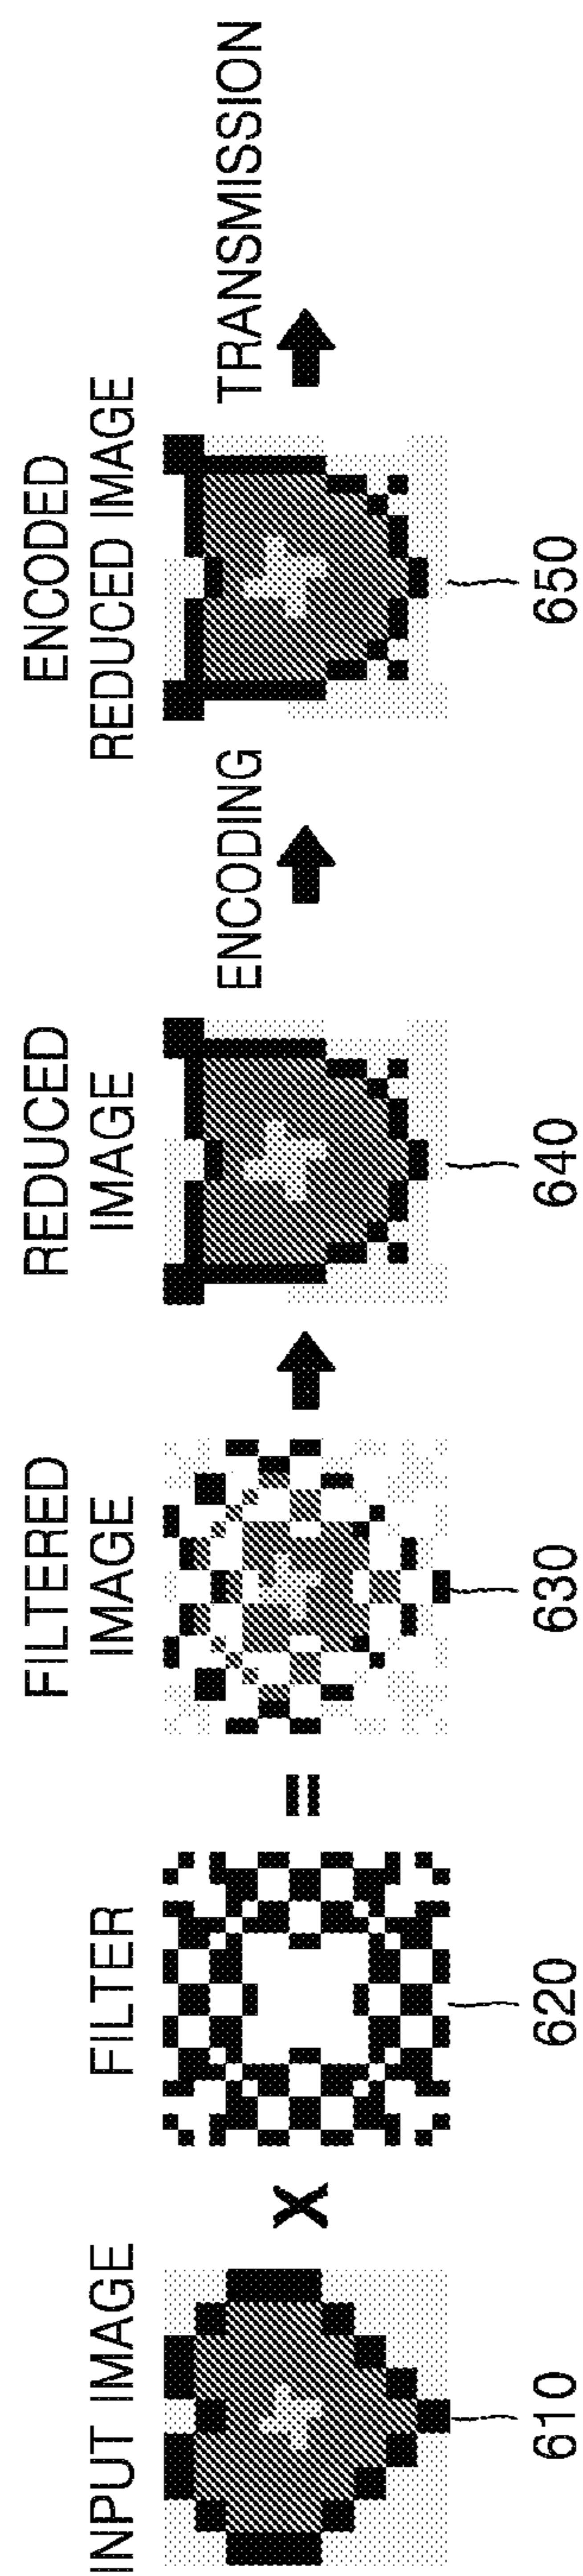 INPUT IMAGE
610
X
FILTER
620
=
FILTERED
IMAGE
630
REDUCED
IMAGE
640
ENCODING
ENCODED
REDUCED IMAGE
650
TRANSMISSION